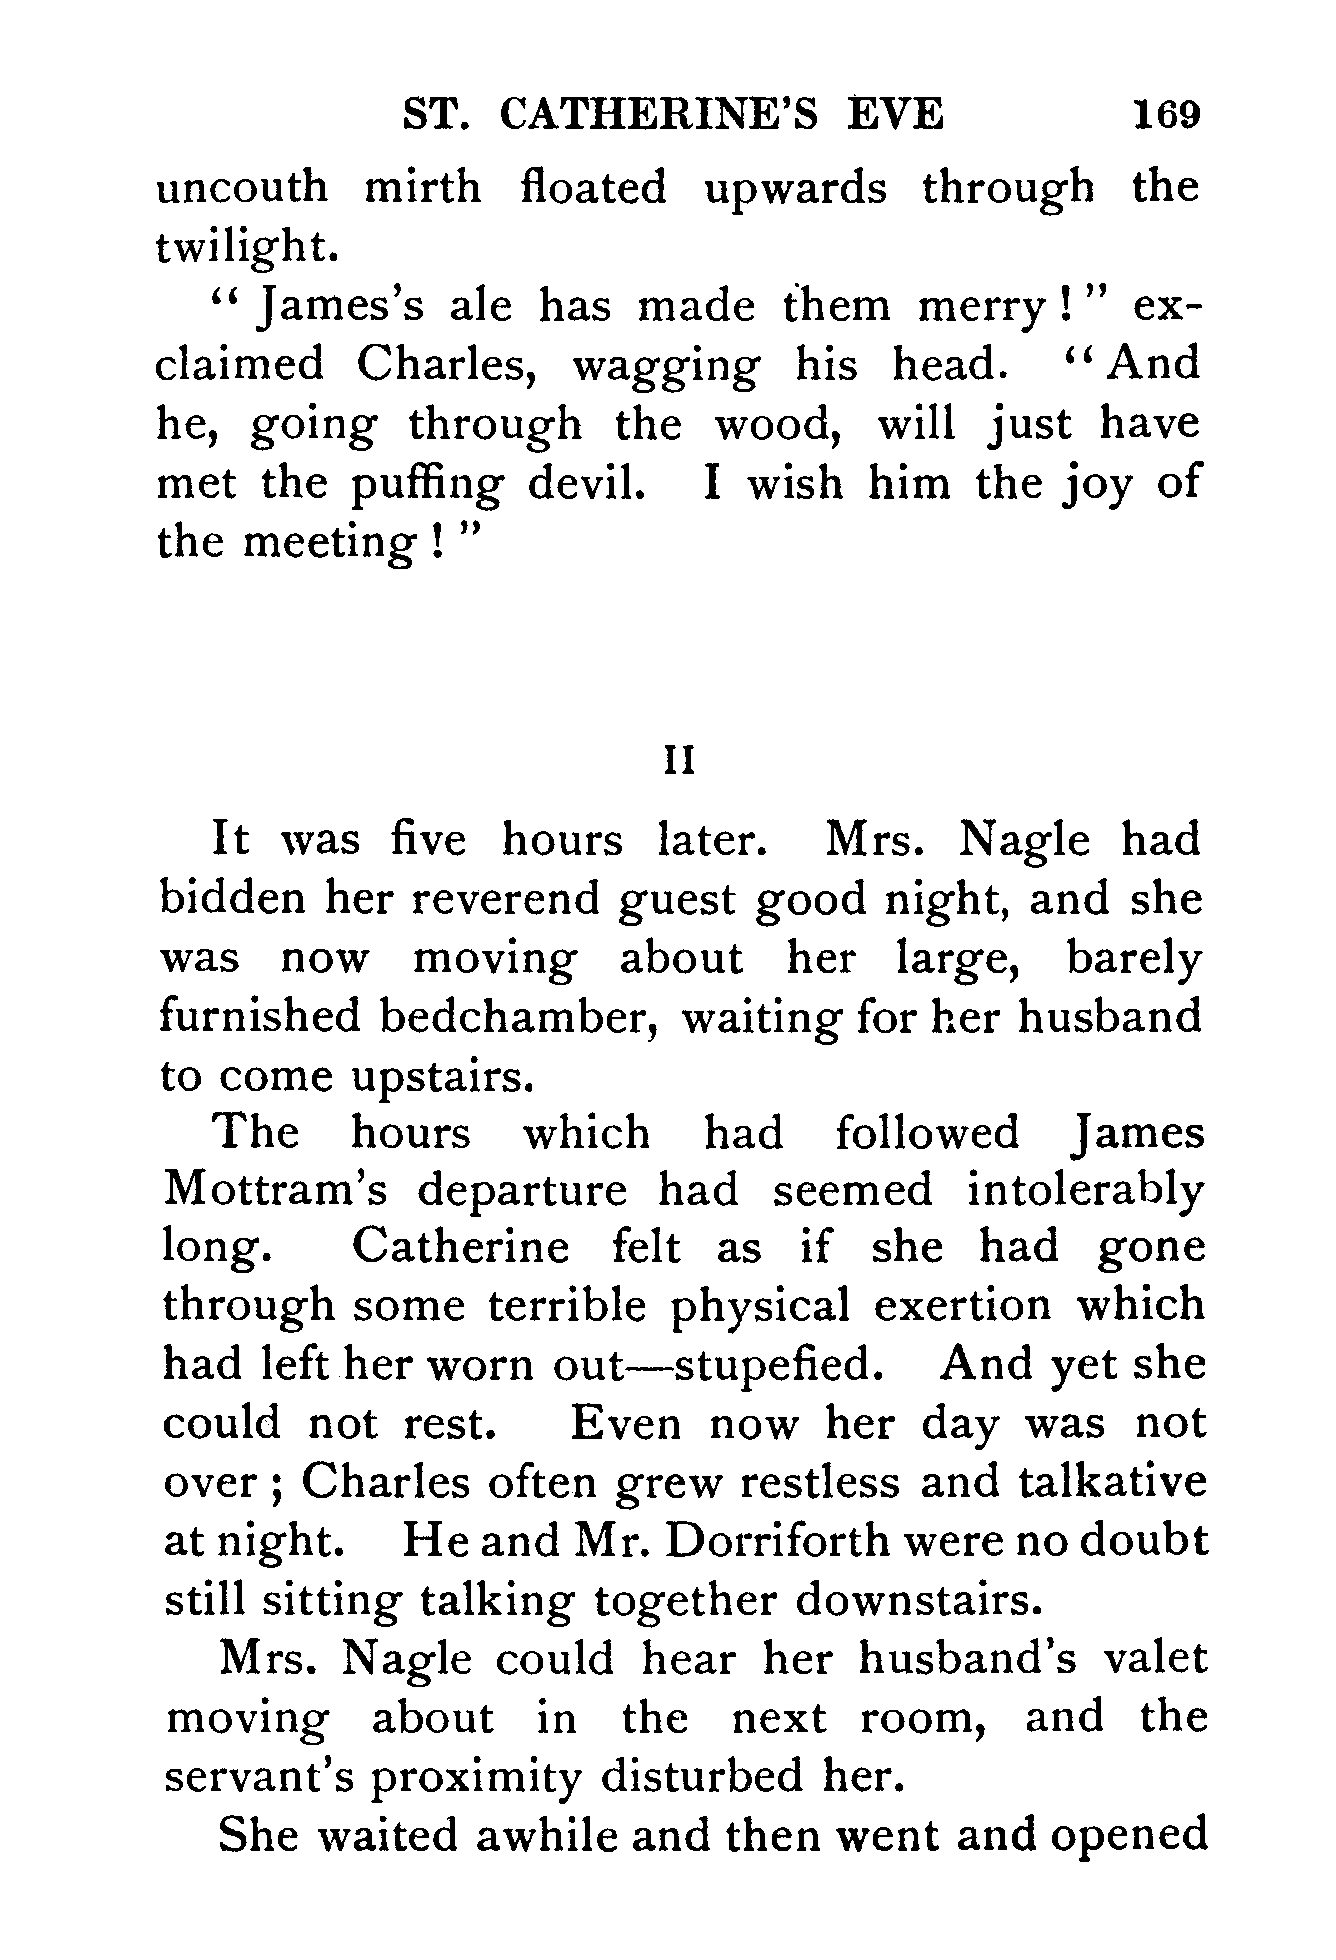 ST. CATHERINE'S EVE 169
uncouth mirth floated upwards through the
twilight.
“ James's ale has made them merry ! ” ex-
claimed Charles, wagging his head. “ And
he, going through the wood, will just have
met the puffing devil. I wish him the joy of
the meeting ! ”
II
It was five hours later. Mrs. Nagle had
bidden her reverend guest good night, and she
was now moving about her large, barely
furnished bedchamber, waiting for her husband
to come upstairs.
The hours which had followed James
Mottram's departure had seemed intolerably
long. Catherine felt as if she had gone
through some terrible physical exertion which
had left her worn out—stupefied. And yet she
could not rest. Even now her day was not
over ; Charles often grew restless and talkative
at night. He and Mr. Dorriforth were no doubt
still sitting talking together downstairs.
Mrs. Nagle could hear her husband's valet
moving about in the next room, and the
servant's proximity disturbed her.
She waited awhile and then went and opened